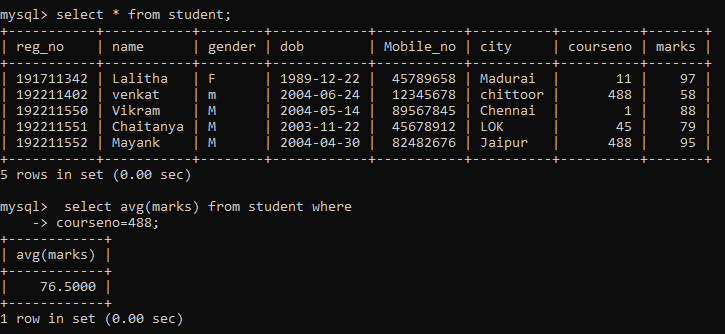 mysql> select * from student;
+-----------+-----------+--------+------------+-----------+----------+----------+-------+
| reg_no    | name      | gender | dob        | Mobile_no | city     | courseno | marks |
+-----------+-----------+--------+------------+-----------+----------+----------+-------+
| 191711342 | Lalitha   | F      | 1989-12-22 |  45789658 | Madurai  |       11 |    97 |
| 192211402 | venkat    | m      | 2004-06-24 |  12345678 | chittoor |      488 |    58 |
| 192211550 | Vikram    | M      | 2004-05-14 |  89567845 | Chennai  |        1 |    88 |
| 192211551 | Chaitanya | M      | 2003-11-22 |  45678912 | LOK      |       45 |    79 |
| 192211552 | Mayank    | M      | 2004-04-30 |  82482676 | Jaipur   |      488 |    95 |
+-----------+-----------+--------+------------+-----------+----------+----------+-------+
5 rows in set (0.00 sec)
mysql>  select avg(marks) from student where
    -> courseno=488;
+------------+
| avg(marks) |
+------------+
|    76.5000 |
+------------+
1 row in set (0.00 sec)